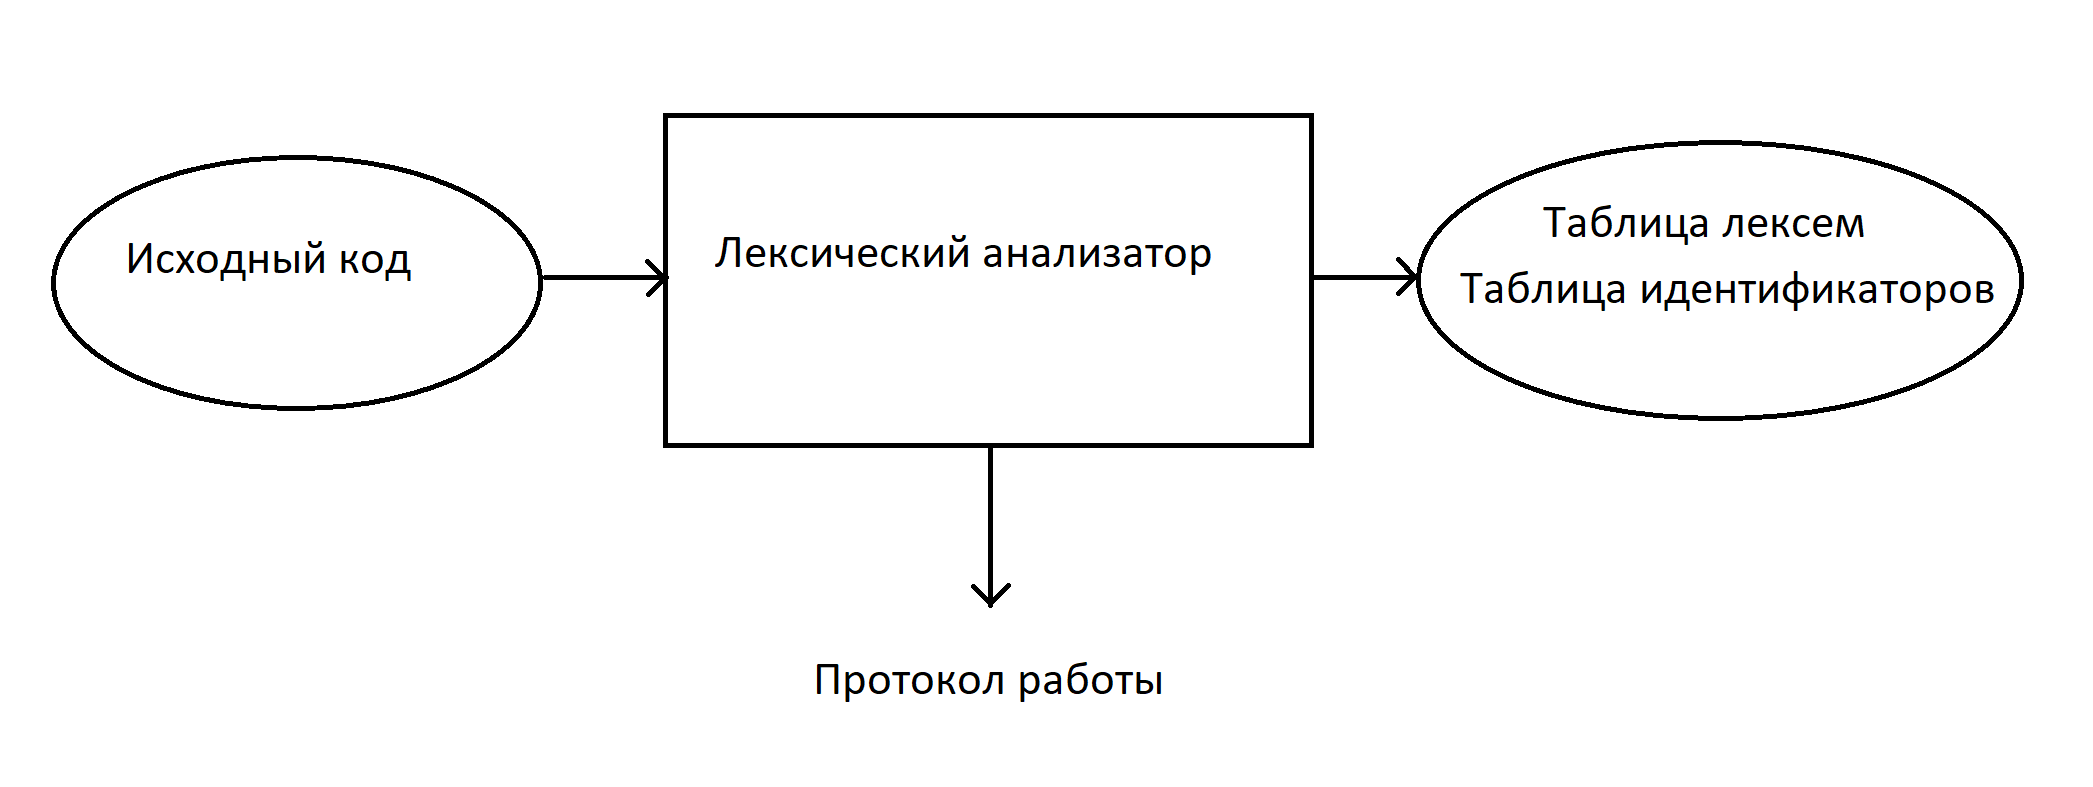 Исходный код
Лексический анализатор
Таблица лексем
Таблица идентификаторов
Протокол работы